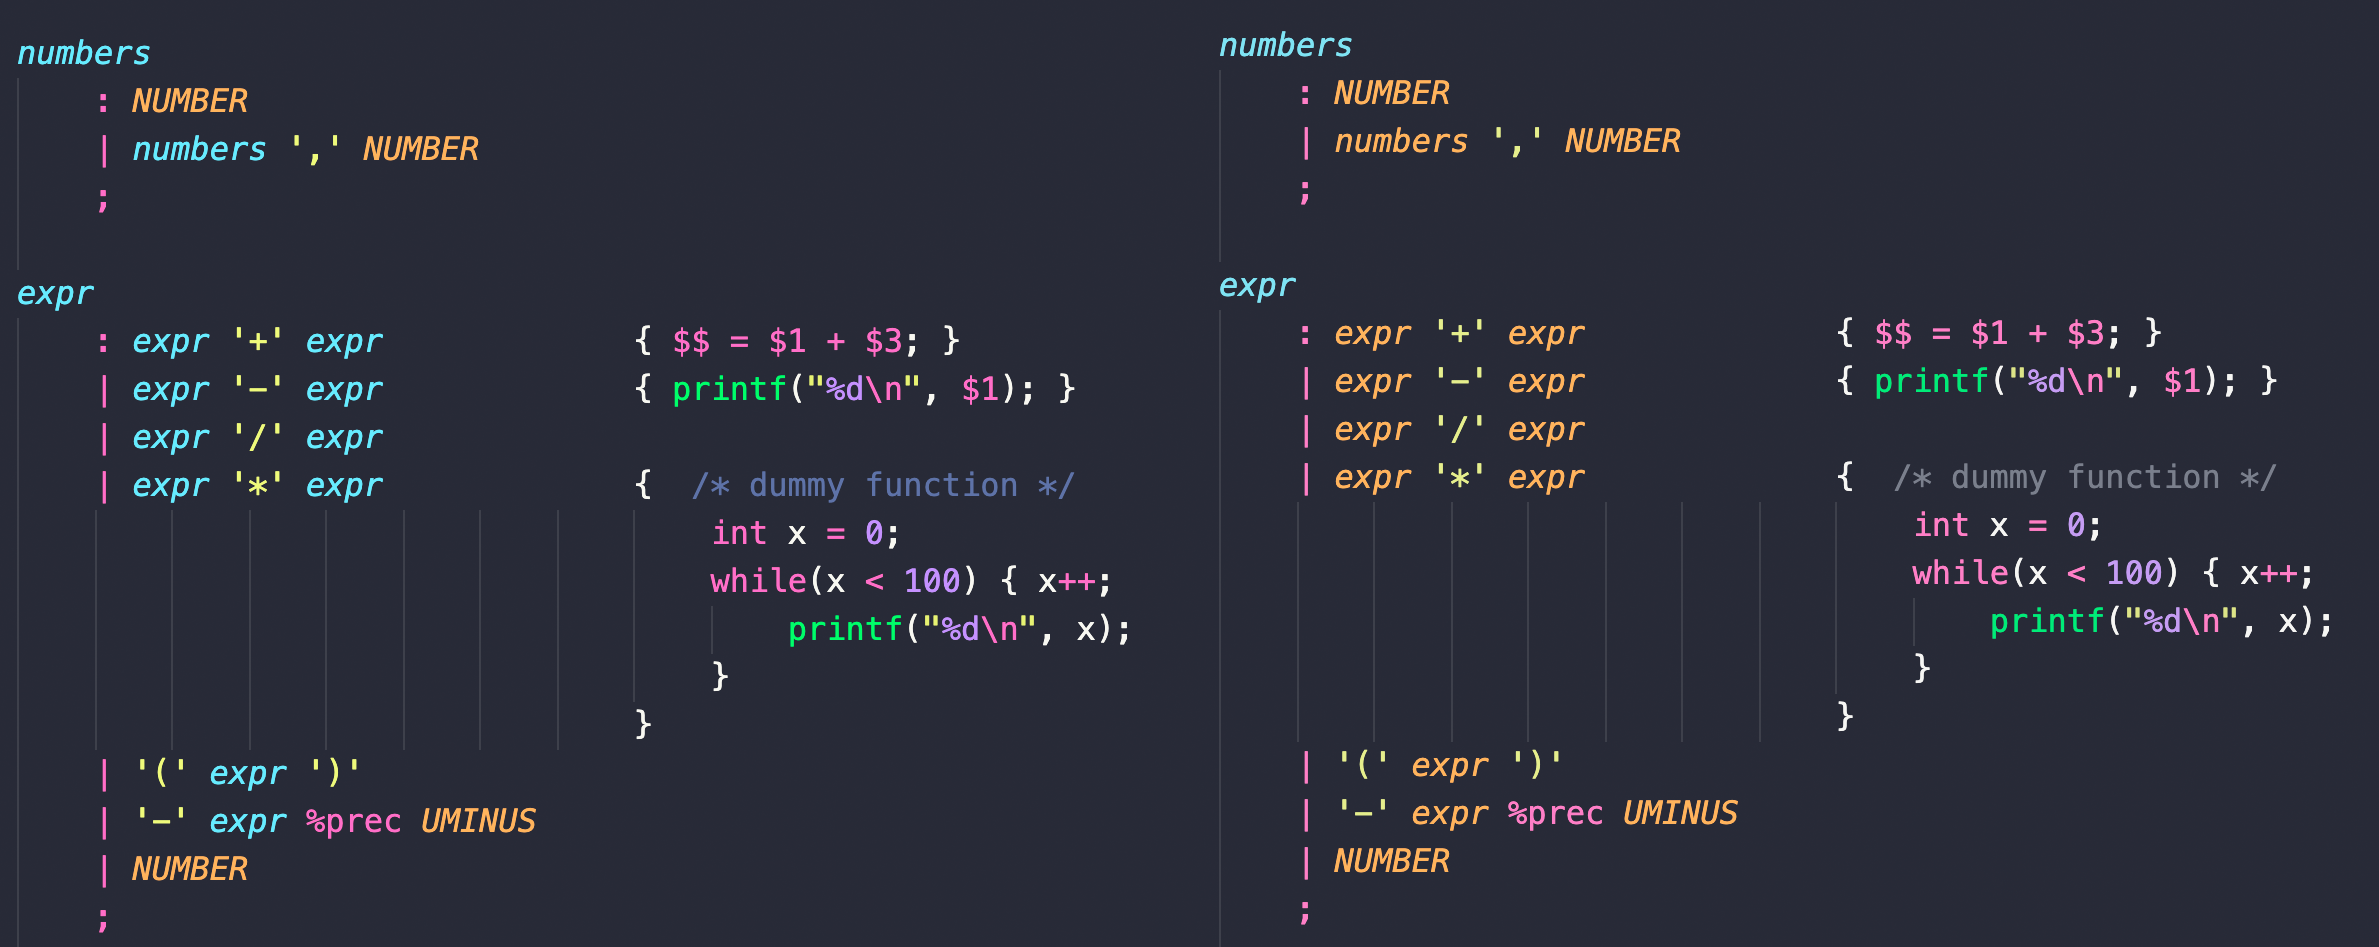 numbers
    : NUMBER
    | numbers ',' NUMBER
    ;

expr
    : expr '+' expr             { $$ = $1 + $3; }
    | expr '-' expr             { printf("%d\n", $1); }
    | expr '/' expr
    | expr '*' expr             {  /* dummy function */
                                    int x = 0;
                                    while(x < 100) { x++;
                                        printf("%d\n", x);
                                    }
                                }
    | '(' expr ')'
    | '-' expr %prec UMINUS
    | NUMBER
    ;
numbers
    : NUMBER
    | numbers ',' NUMBER
    ;

expr
    : expr '+' expr             { $$ = $1 + $3; }
    | expr '-' expr             { printf("%d\n", $1); }
    | expr '/' expr
    | expr '*' expr             {  /* dummy function */
                                    int x = 0;
                                    while(x < 100) { x++;
                                        printf("%d\n", x);
                                    }
                                }
    | '(' expr ')'
    | '-' expr %prec UMINUS
    | NUMBER
    ;